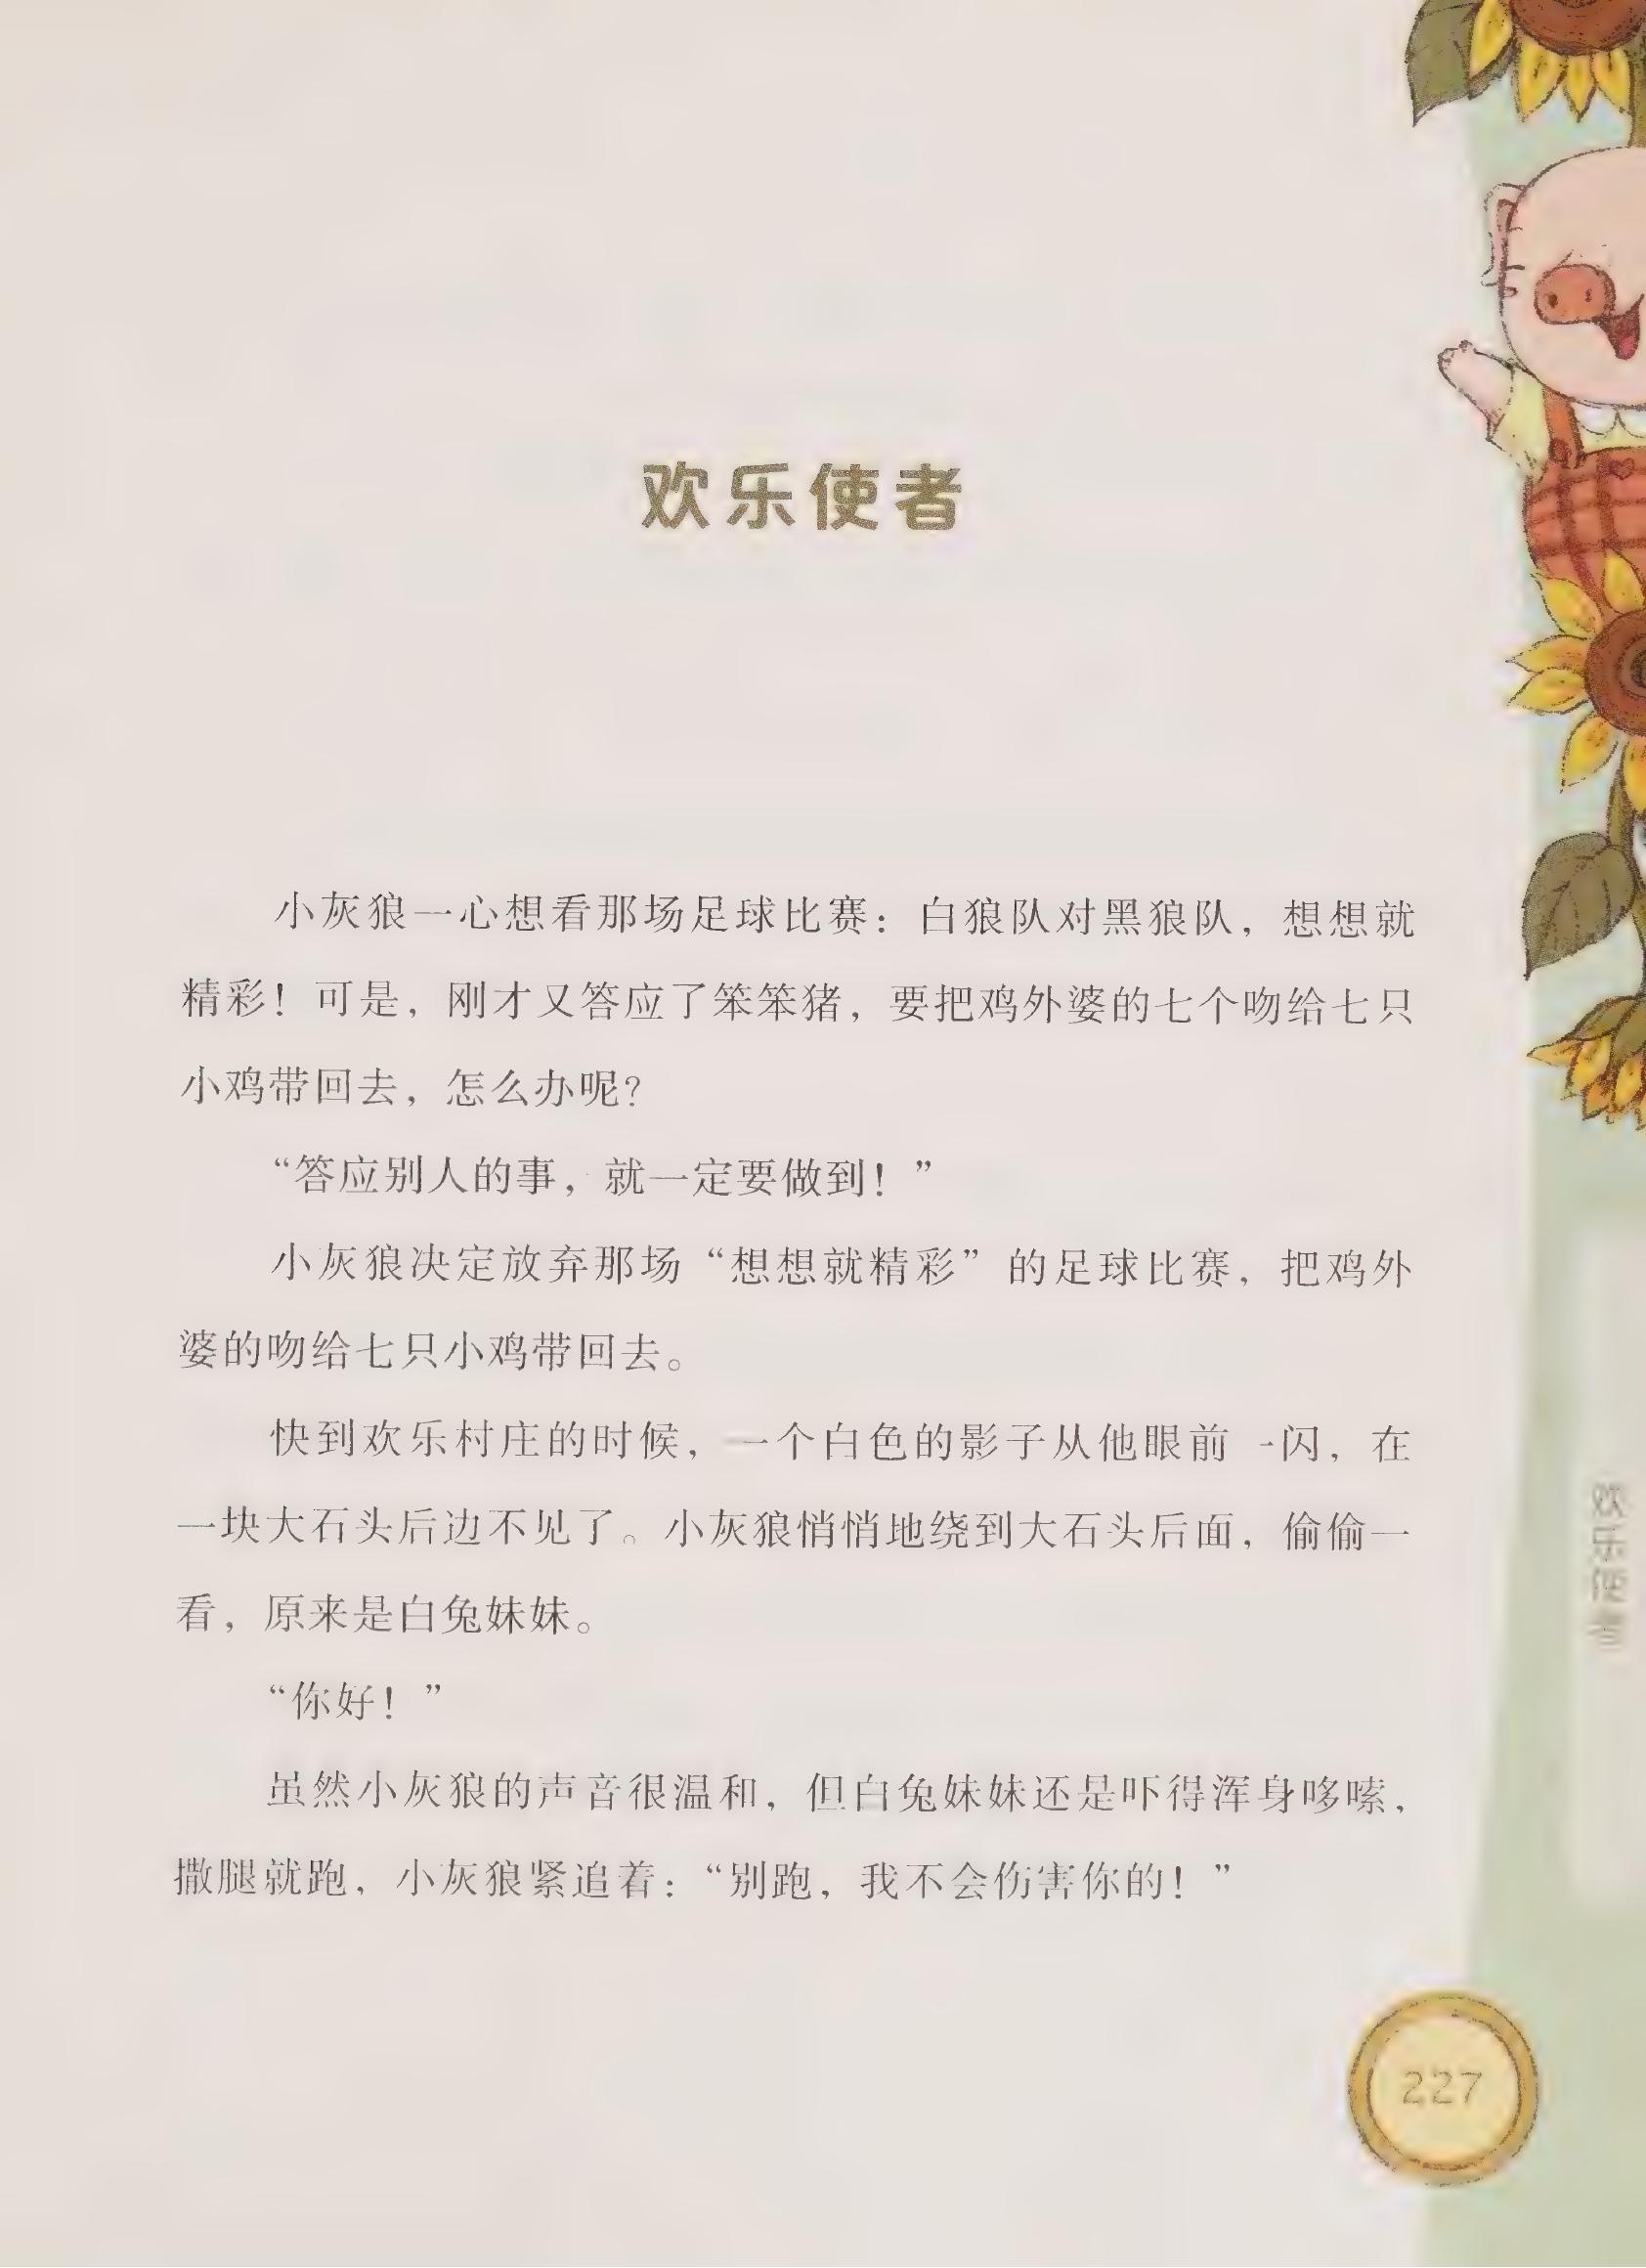 欢乐使者
小灰狼一心想看那场足球比赛：白狼队对黑狼队，想想就
精彩！可是，刚才又答应了笨笨猪，要把鸡外婆的七个吻给七只
小鸡带回去，怎么办呢？
“答应别人的事，就一定要做到！”
小灰狼决定放弃那场“想想就精彩”的足球比赛，把鸡外
婆的吻给七只小鸡带回去。
快到欢乐村庄的时候，一个白色的影子从他眼前一闪，在
一块大石头后边不见了。小灰狼悄悄地绕到大石头后面，偷偷一
看，原来是白兔妹妹。
“你好！”
虽然小灰狼的声音很温和，但白兔妹妹还是吓得浑身哆嗦，
撒腿就跑，小灰狼紧追着：“别跑，我不会伤害你的！”
欢乐使者
227